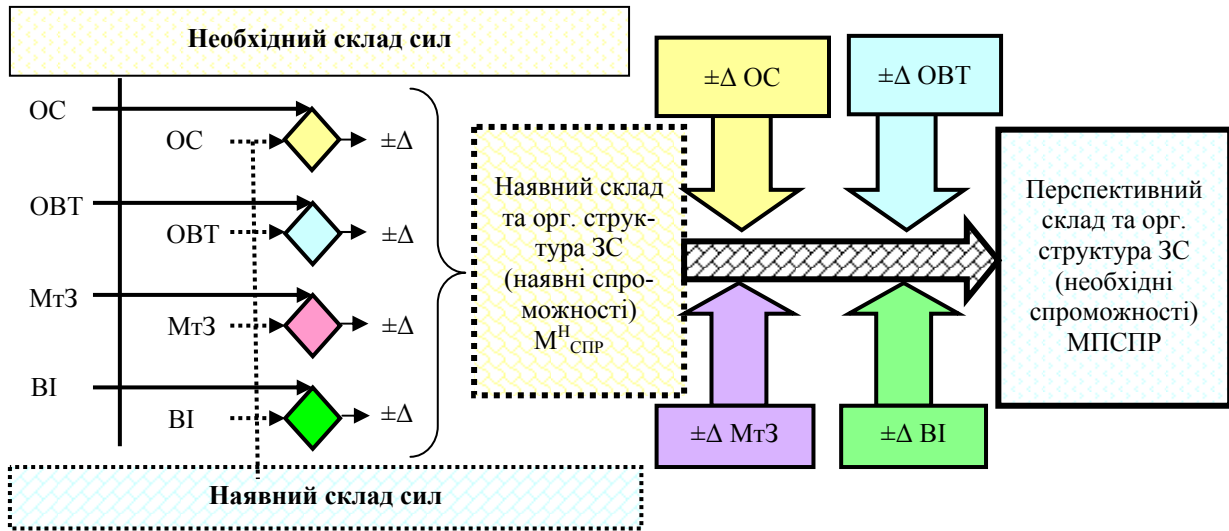 Необхідний склад сил
ОС
ОС
±Δ
ОВТ
ОВТ
±Δ
МтЗ
МтЗ
±Δ
ВІ
ВІ
±Δ
Наявний склад сил
Наявний склад
та орг. струк-
тура ЗС
(наявні спро-
можності)
М^Н_СПР
±Δ ОС
±Δ ОВТ
±Δ МтЗ
±Δ ВІ
Перспективний
склад та орг.
структура ЗС
(необхідні
спроможності)
МПСПР